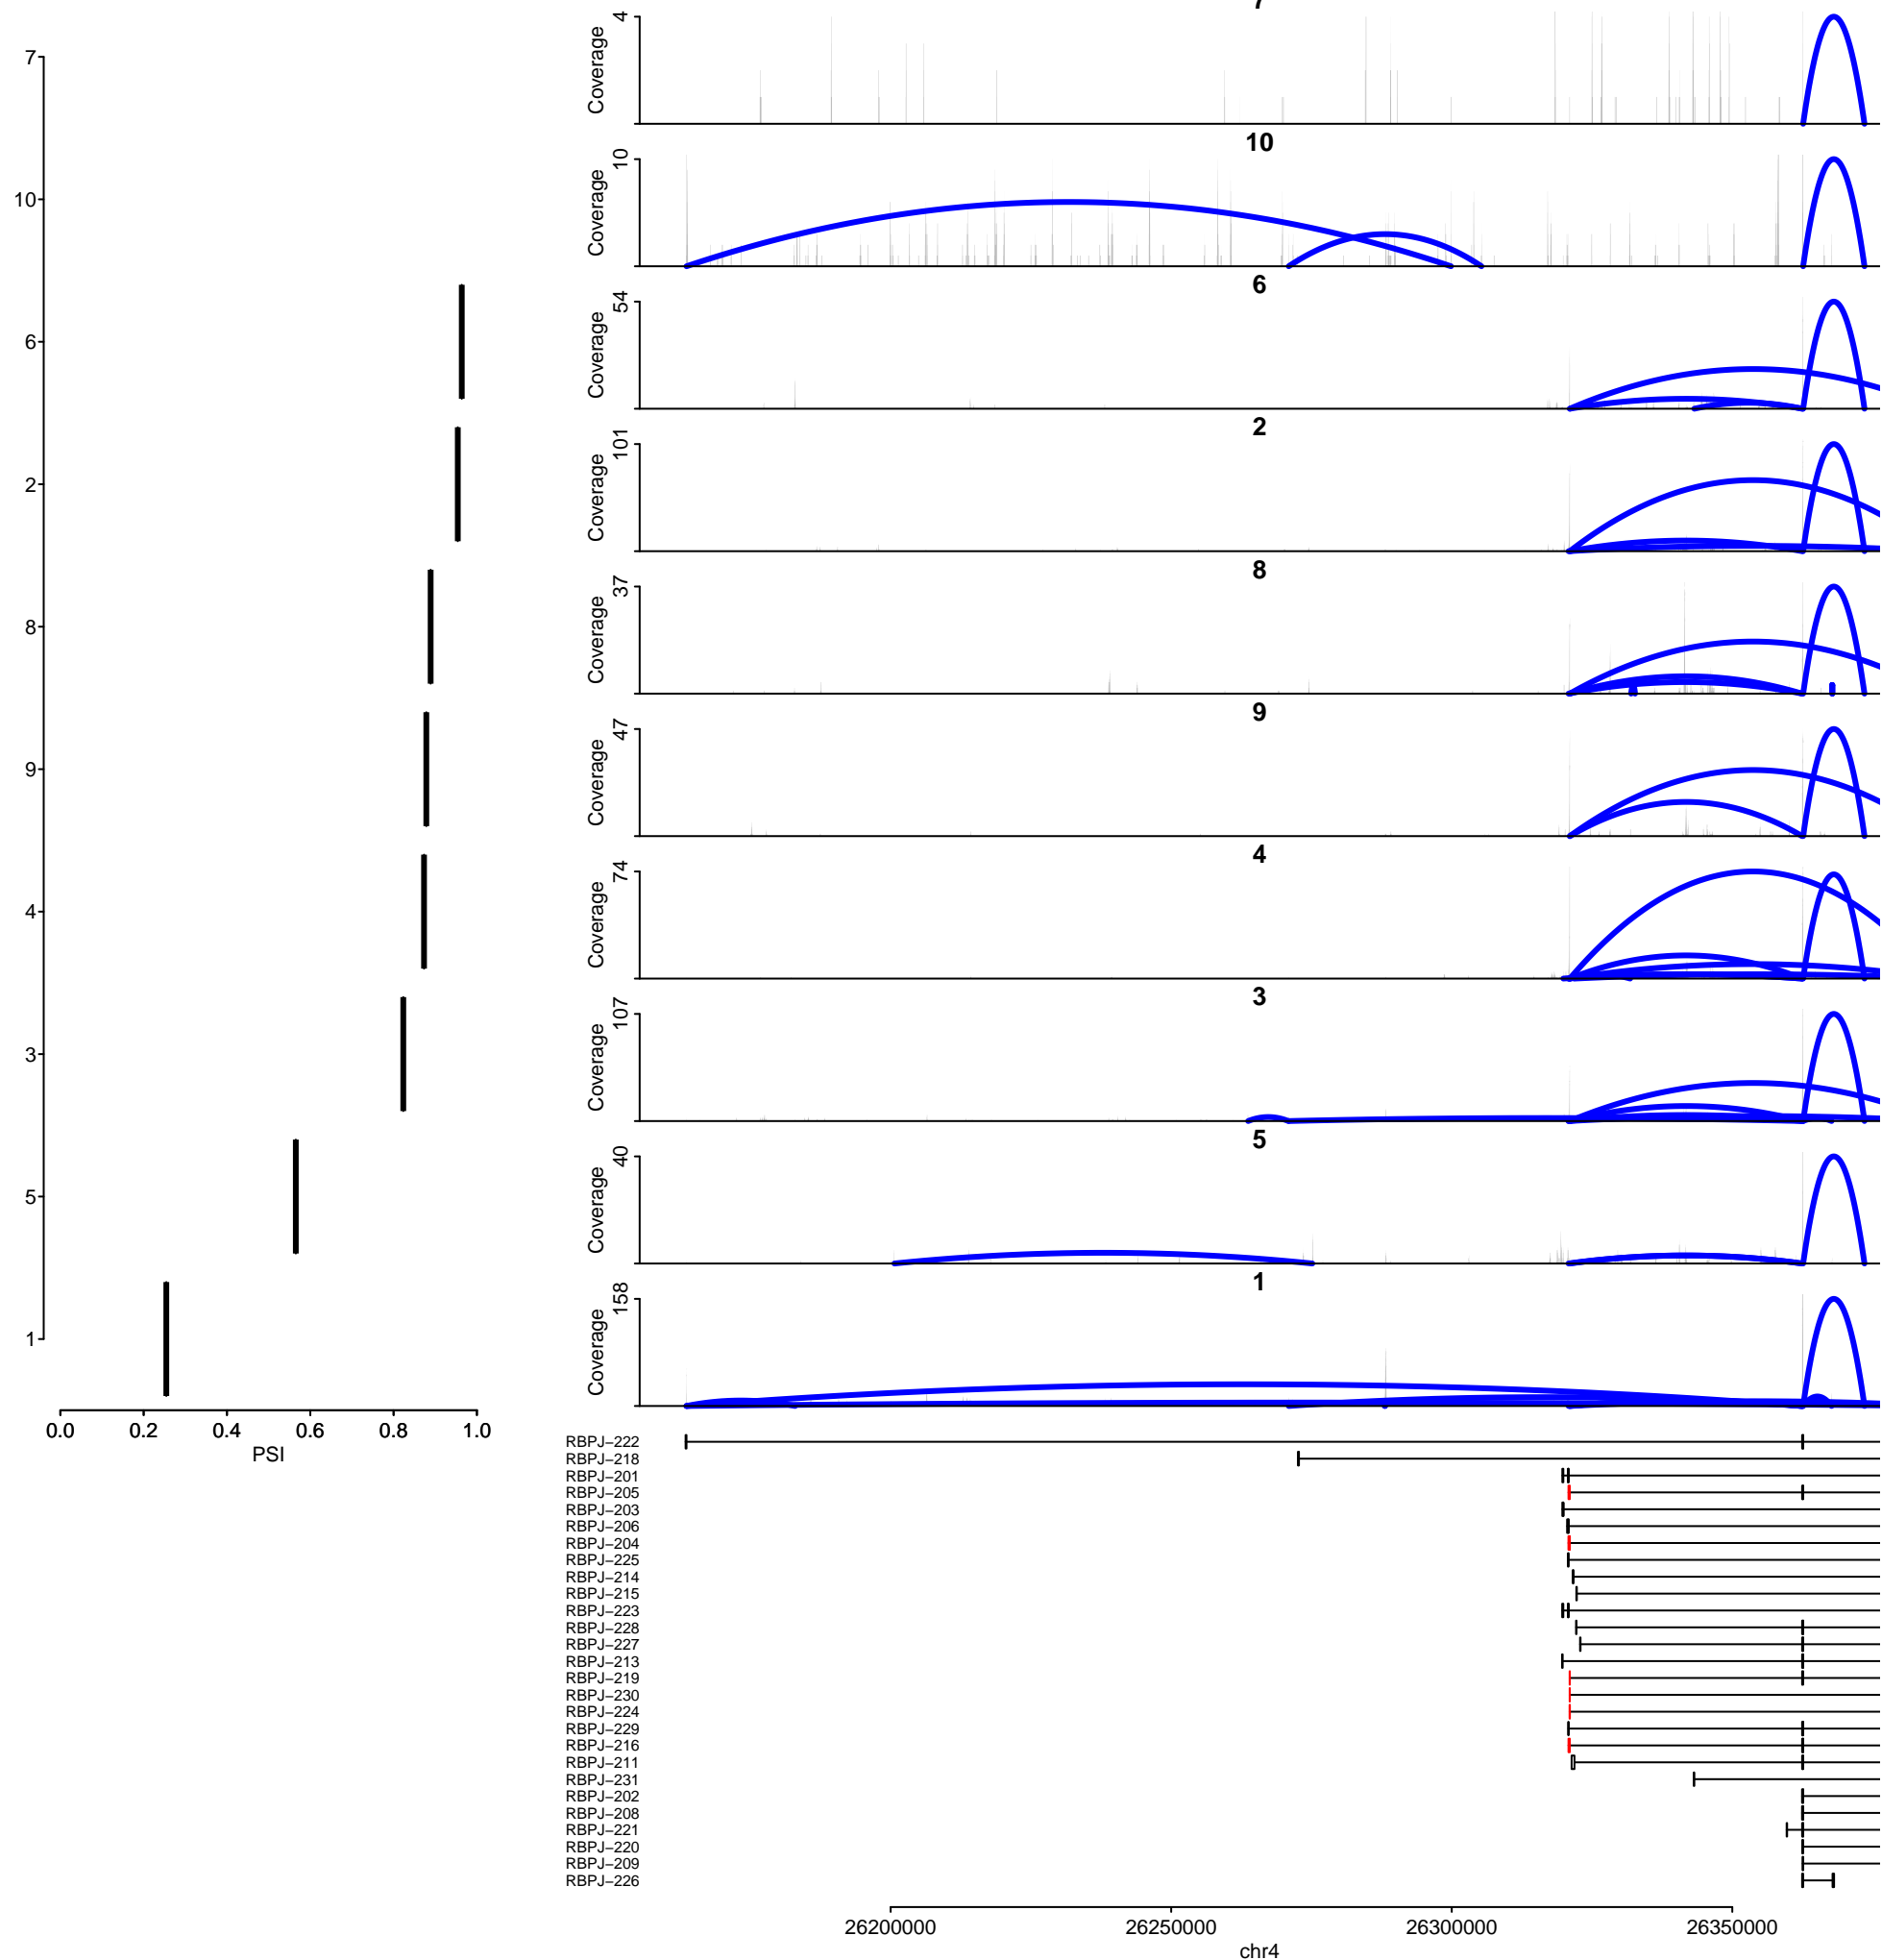 7
10
6
2
8
9
4
3
5
1
0.0 0.2 0.4 0.6 0.8 1.0
PSI
7
Coverage 4
10
Coverage 10
6
Coverage 54
2
Coverage 101
8
Coverage 37
9
Coverage 47
4
Coverage 74
3
Coverage 107
5
Coverage 40
1
Coverage 158
RBPJ−222
RBPJ−218
RBPJ−201
RBPJ−205
RBPJ−203
RBPJ−206
RBPJ−204
RBPJ−225
RBPJ−214
RBPJ−215
RBPJ−223
RBPJ−228
RBPJ−227
RBPJ−213
RBPJ−219
RBPJ−230
RBPJ−224
RBPJ−229
RBPJ−216
RBPJ−211
RBPJ−231
RBPJ−202
RBPJ−208
RBPJ−221
RBPJ−220
RBPJ−209
RBPJ−226
26200000 26250000 26300000 26350000
chr4